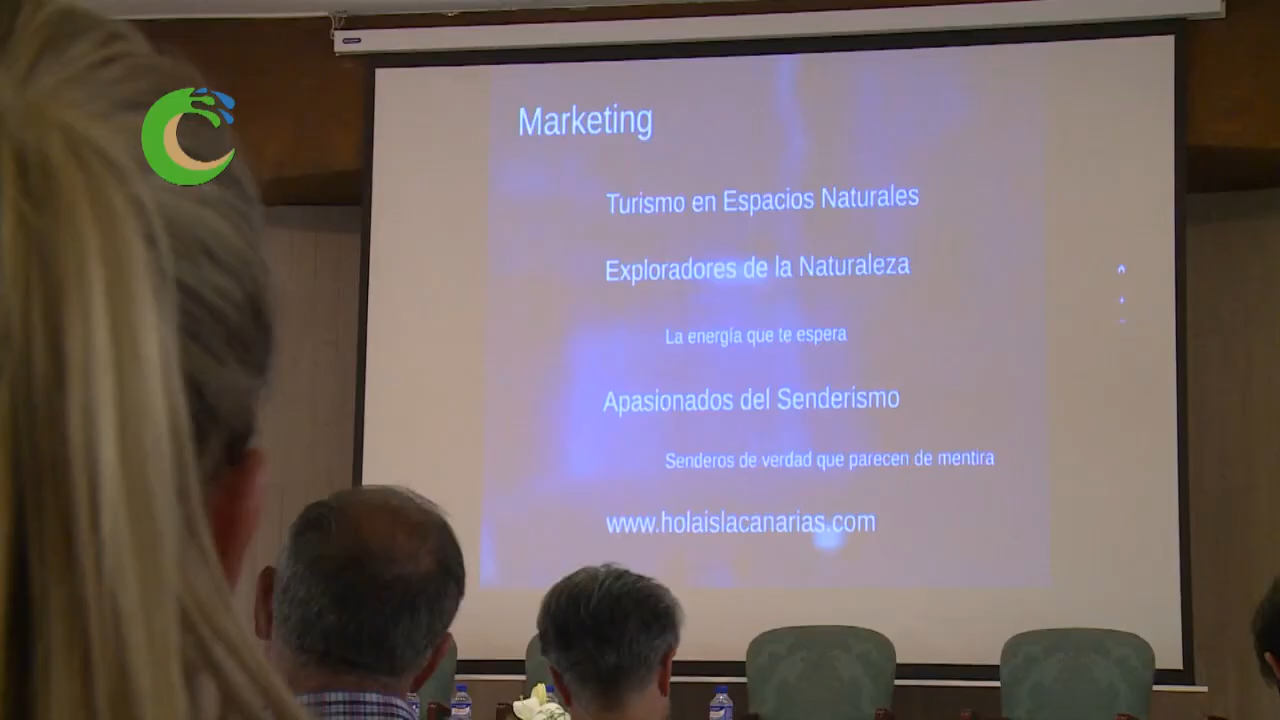 Marketing
Turismo en Espacios Naturales
Exploradores de la Naturaleza
La energía que te espera
Apasionados del Senderismo
Senderos de verdad que parecen de mentira
www.holaislacanarias.com